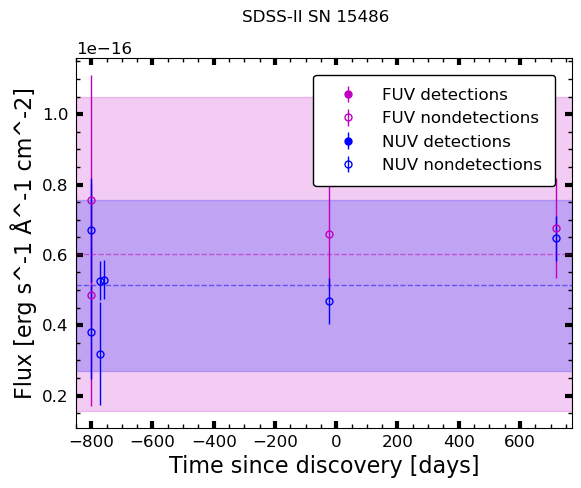 SDSS-II SN 15486
1e−16
FUV detections
FUV nondetections
NUV detections
NUV nondetections
1.0
0.8
0.6
0.4
0.2
Flux [erg s^-1 Å^-1 cm^-2]
−800 −600 −400 −200 0 200 400 600
Time since discovery [days]